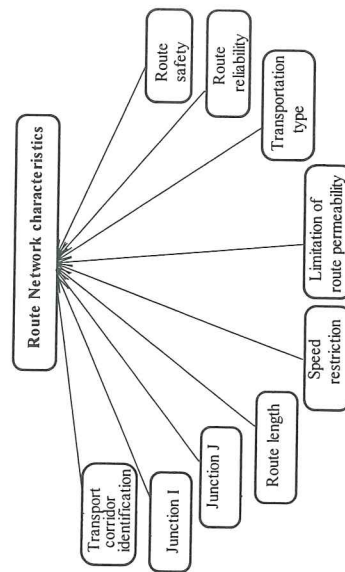 Route Network characteristics
Transport
corridor
identification
Junction I
Junction J
Route length
Speed
restriction
Limitation of
route permeability
Transportation type
Route
reliability
Route
safety